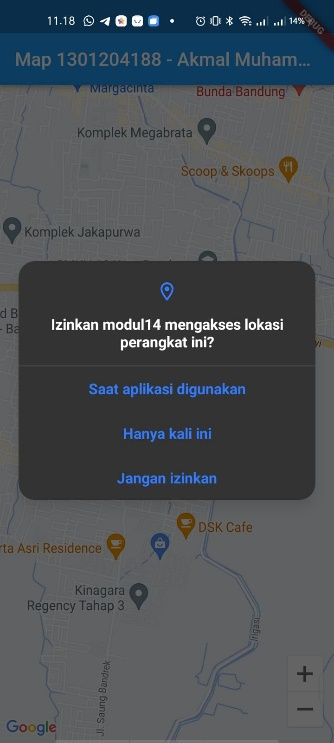 11.18
14%
DEBUG
Map 1301204188 - Akmal Muham...
Margacinta
Bunda Bandung
Komplek Megabrata
Scoop & Skoops
Komplek Jakapurwa
Izinkan modul14 mengakses lokasi
perangkat ini?
Saat aplikasi digunakan
Hanya kali ini
Jangan izinkan
DSK Cafe
rta Asri Residence
Kinagara
Regency Tahap 3
Irigasi
Jl. Saung Bandrek
+
−
Google